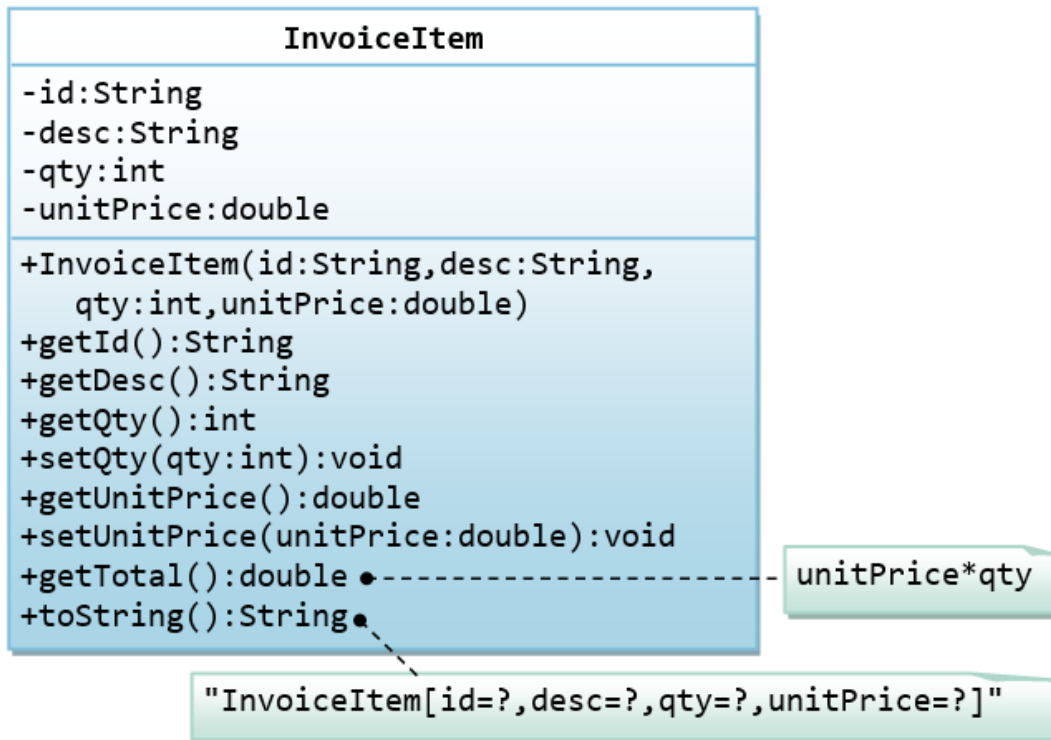 InvoiceItem
-id:String
-desc:String
-qty:int
-unitPrice:double
+InvoiceItem(id:String,desc:String,
qty:int,unitPrice:double)
+getId():String
+getDesc():String
+getQty():int
+setQty(qty:int):void
+getUnitPrice():double
+setUnitPrice(unitPrice:double):void
+getTotal():double
unitPrice*qty
+toString():String
"InvoiceItem[id=?,desc=?,qty=?,unitPrice=?]"